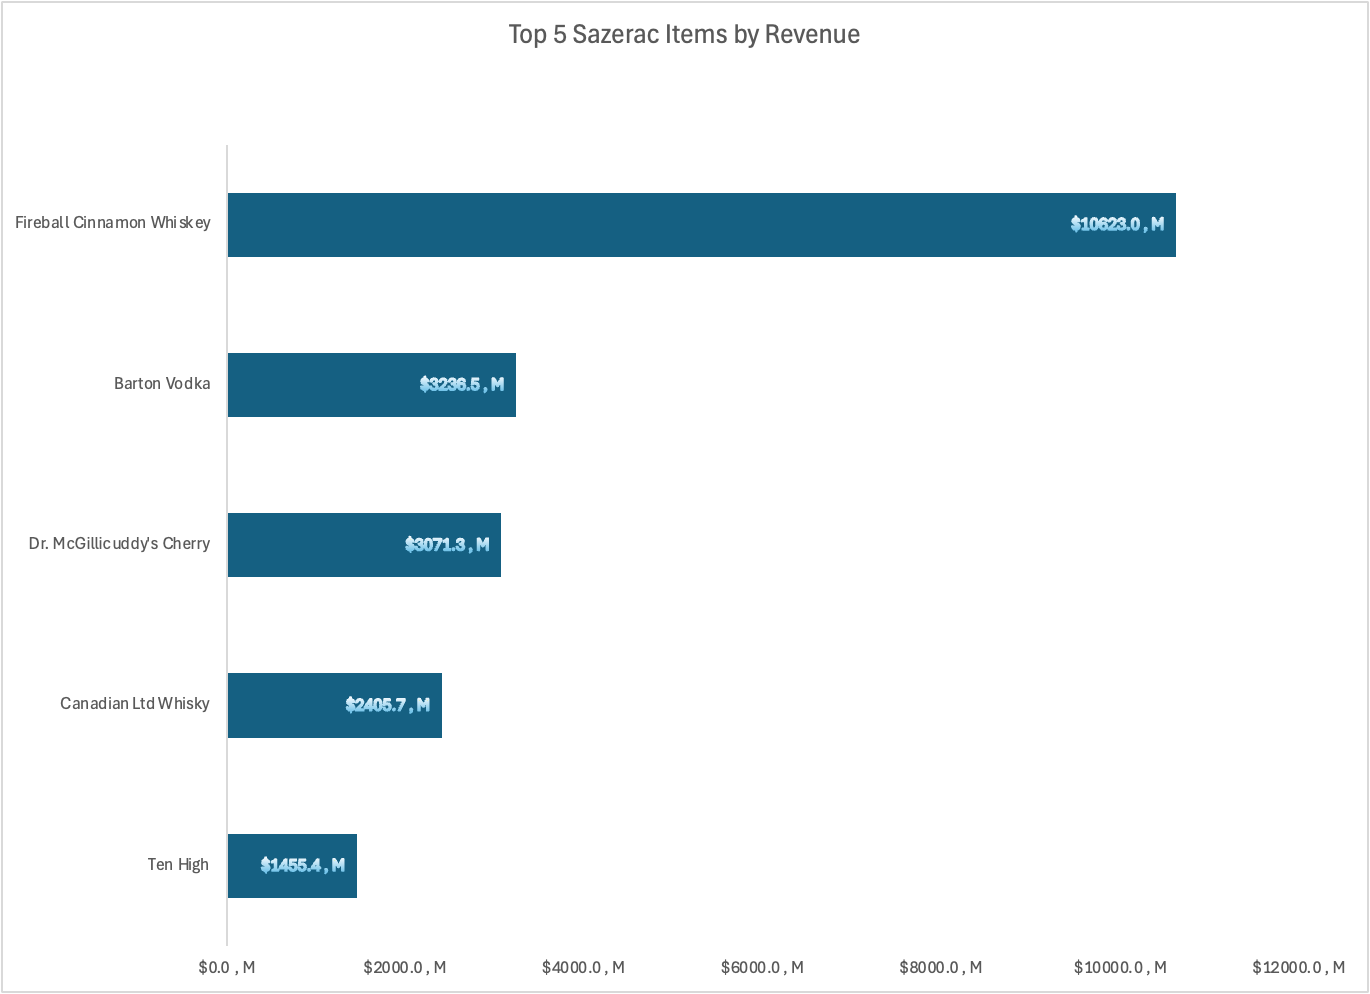 Top 5 Sazerac Items by Revenue
Fireball Cinnamon Whiskey
$10623.0 , M
Barton Vodka
$3236.5 , M
Dr. McGillicuddy's Cherry
$3071.3 , M
Canadian Ltd Whisky
$2405.7 , M
Ten High
$1455.4 , M
$0.0 , M $2000.0 , M $4000.0 , M $6000.0 , M $8000.0 , M $10000.0 , M $12000.0 , M